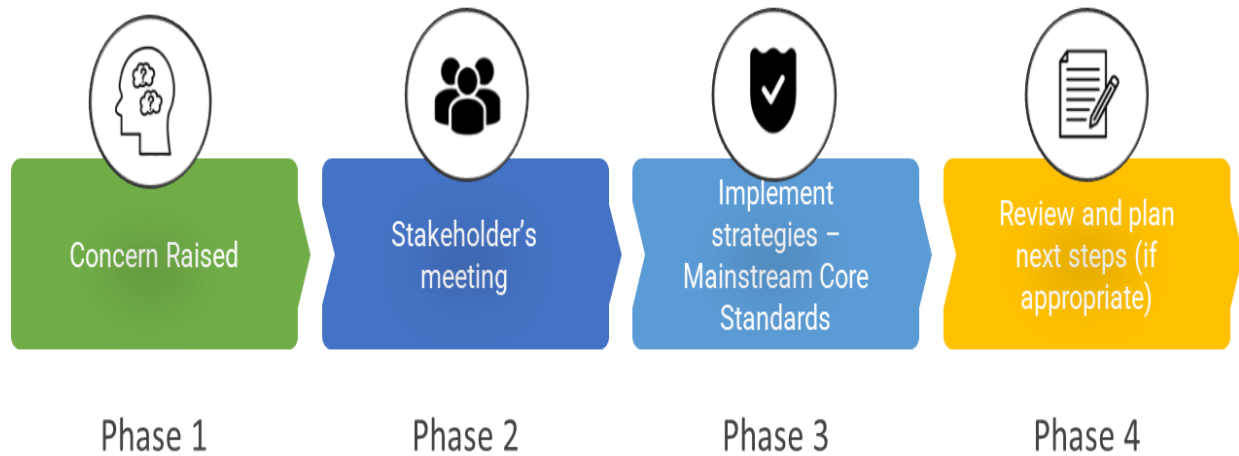 Concern Raised
Stakeholder’s
meeting
Implement
strategies –
Mainstream Core
Standards
Review and plan
next steps (if
appropriate)
Phase 1
Phase 2
Phase 3
Phase 4